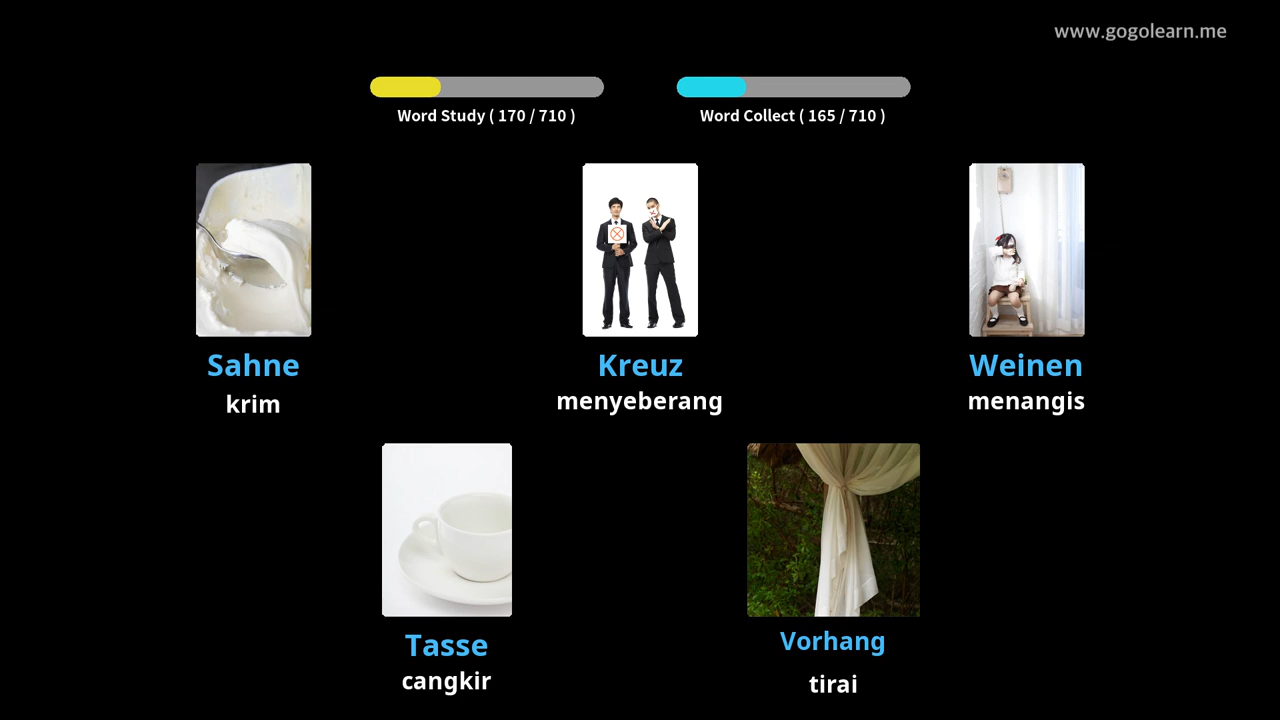 www.gogolearn.me
Word Study ( 170 / 710 )
Word Collect ( 165 / 710 )
Sahne
krim
Kreuz
menyeberang
Weinen
menangis
Tasse
cangkir
Vorhang
tirai